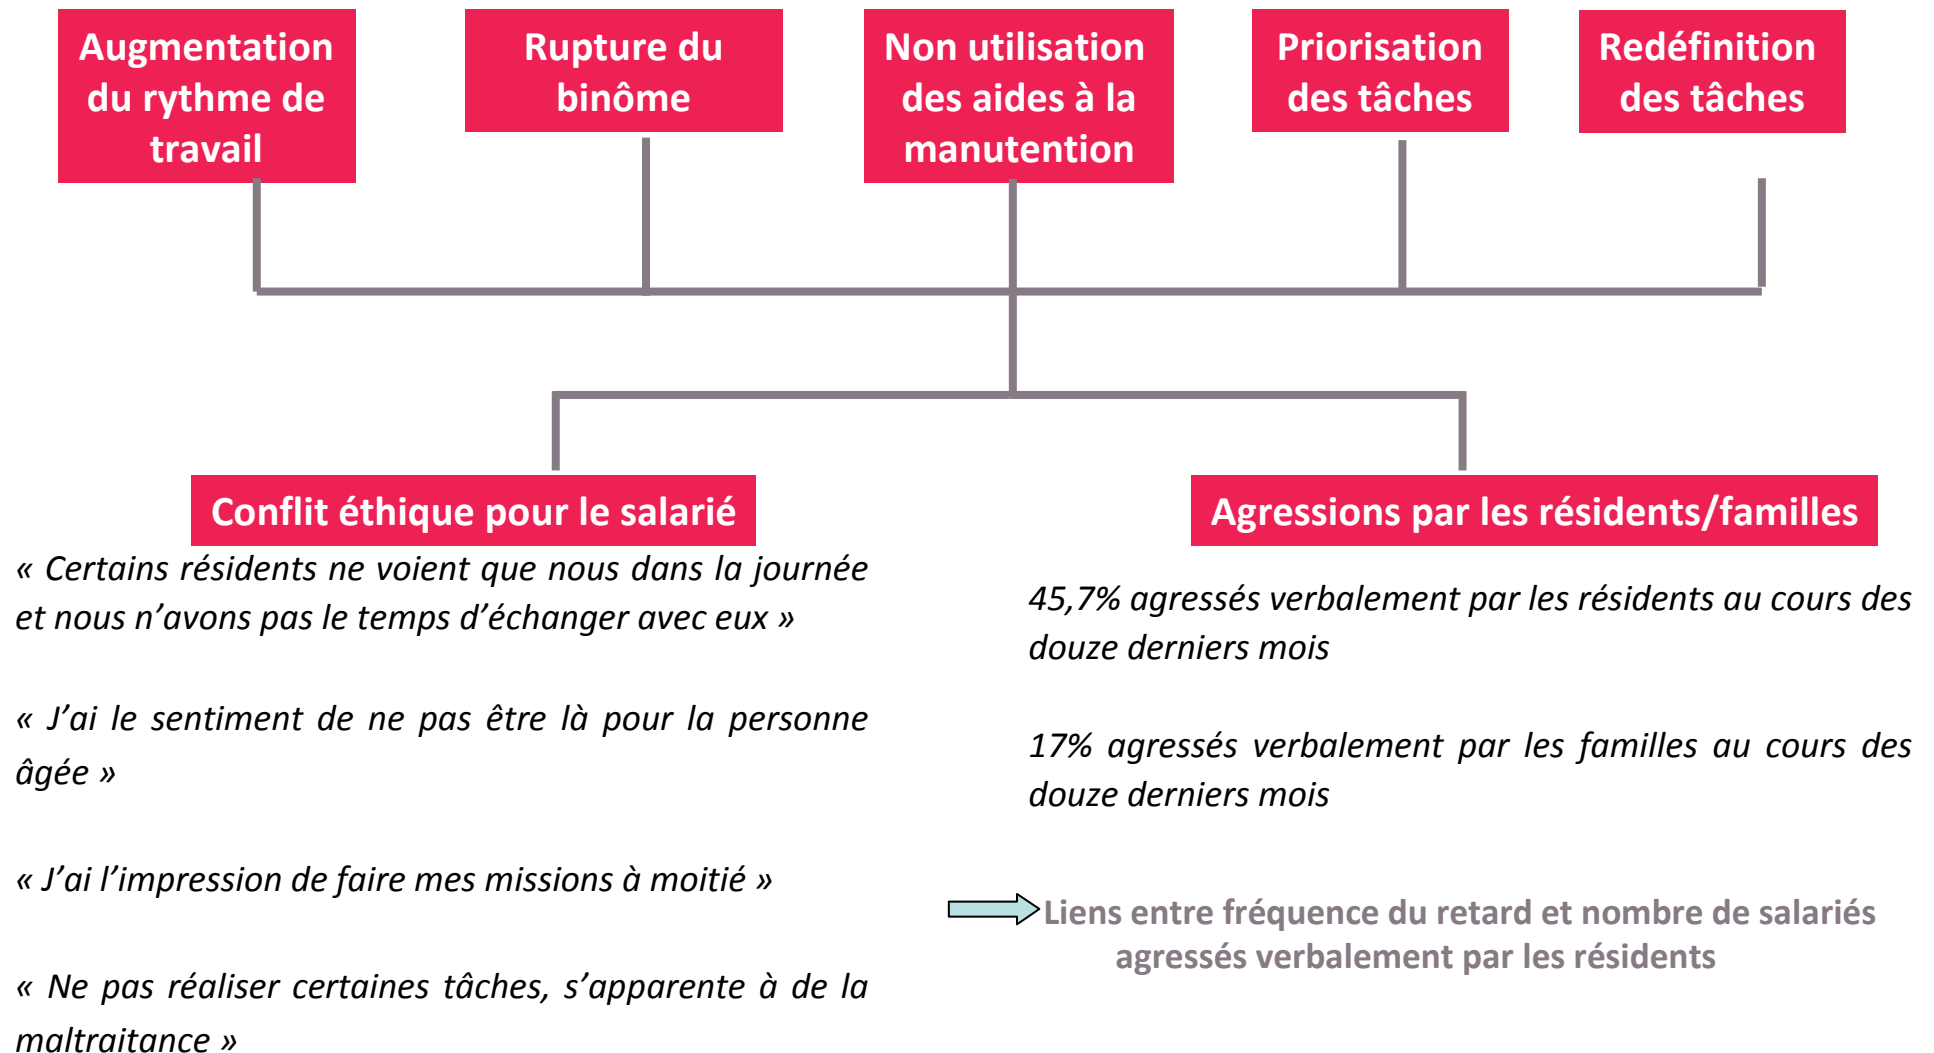 Augmentation
du rythme de
travail
Rupture du
binôme
Non utilisation
des aides à la
manutention
Priorisation
des tâches
Redéfinition
des tâches
Conflit éthique pour le salarié
« Certains résidents ne voient que nous dans la journée
et nous n’avons pas le temps d’échanger avec eux »
« J’ai le sentiment de ne pas être là pour la personne
âgée »
« J’ai l’impression de faire mes missions à moitié »
« Ne pas réaliser certaines tâches, s’apparente à de la
maltraitance »
Agressions par les résidents/familles
45,7% agressés verbalement par les résidents au cours des
douze derniers mois
17% agressés verbalement par les familles au cours des
douze derniers mois
Liens entre fréquence du retard et nombre de salariés
agressés verbalement par les résidents